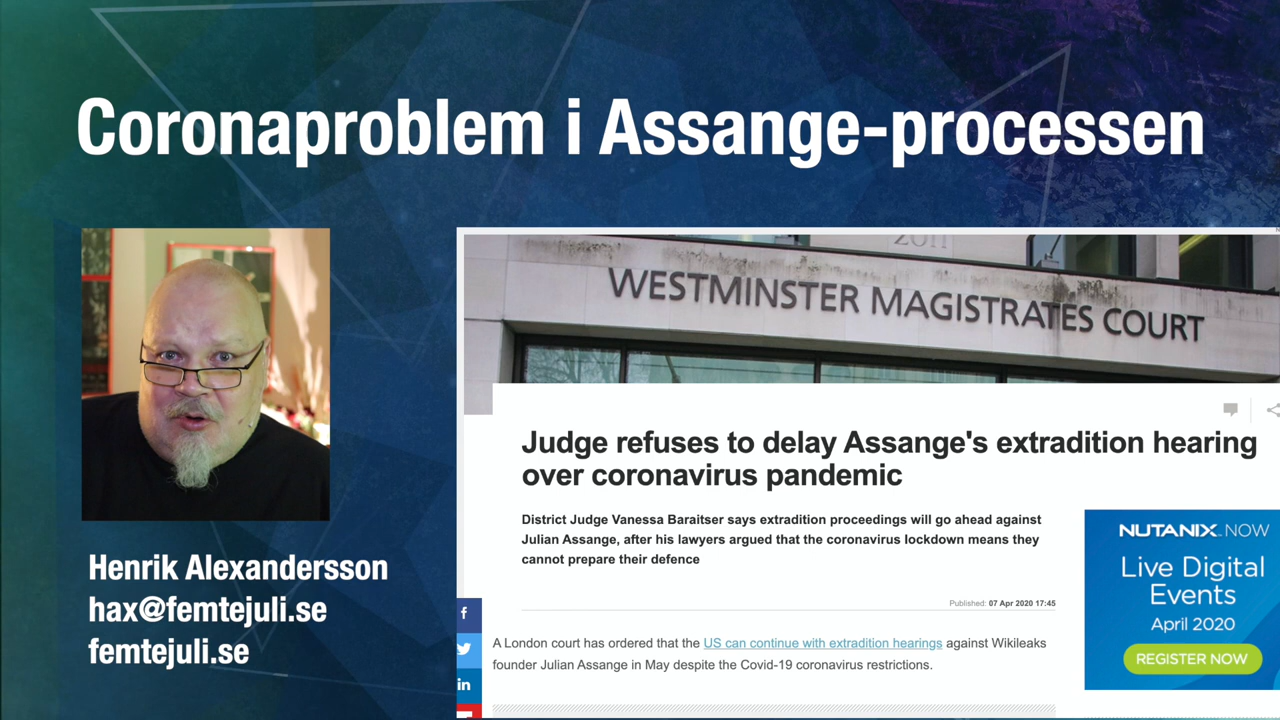 Coronaproblem i Assange-processen
2011
WESTMINSTER MAGISTRATES COURT
Judge refuses to delay Assange's extradition hearing
over coronavirus pandemic
District Judge Vanessa Baraitser says extradition proceedings will go ahead against
Julian Assange, after his lawyers argued that the coronavirus lockdown means they
cannot prepare their defence
Published: 07 Apr 2020 17:45
A London court has ordered that the US can continue with extradition hearings against Wikileaks
founder Julian Assange in May despite the Covid-19 coronavirus restrictions.
NUTANIX NOW
Live Digital
Events
April 2020
REGISTER NOW
Henrik Alexandersson
hax@femtejuli.se
femtejuli.se
f
in